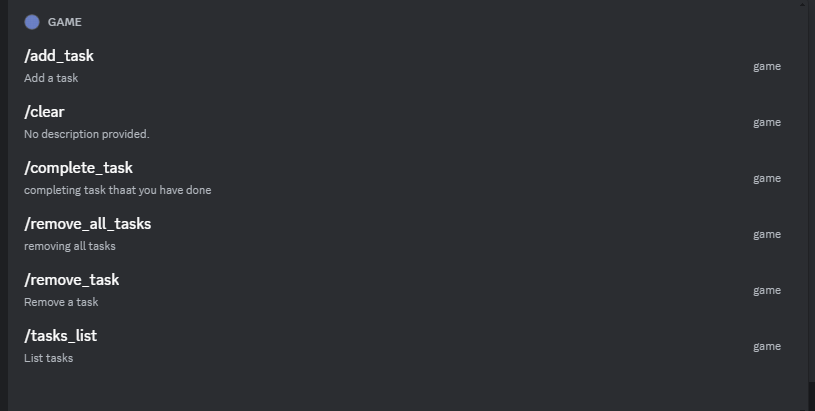 GAME
/add_task
Add a task
game
/clear
No description provided.
game
/complete_task
completing task thaat you have done
game
/remove_all_tasks
removing all tasks
game
/remove_task
Remove a task
game
/tasks_list
List tasks
game